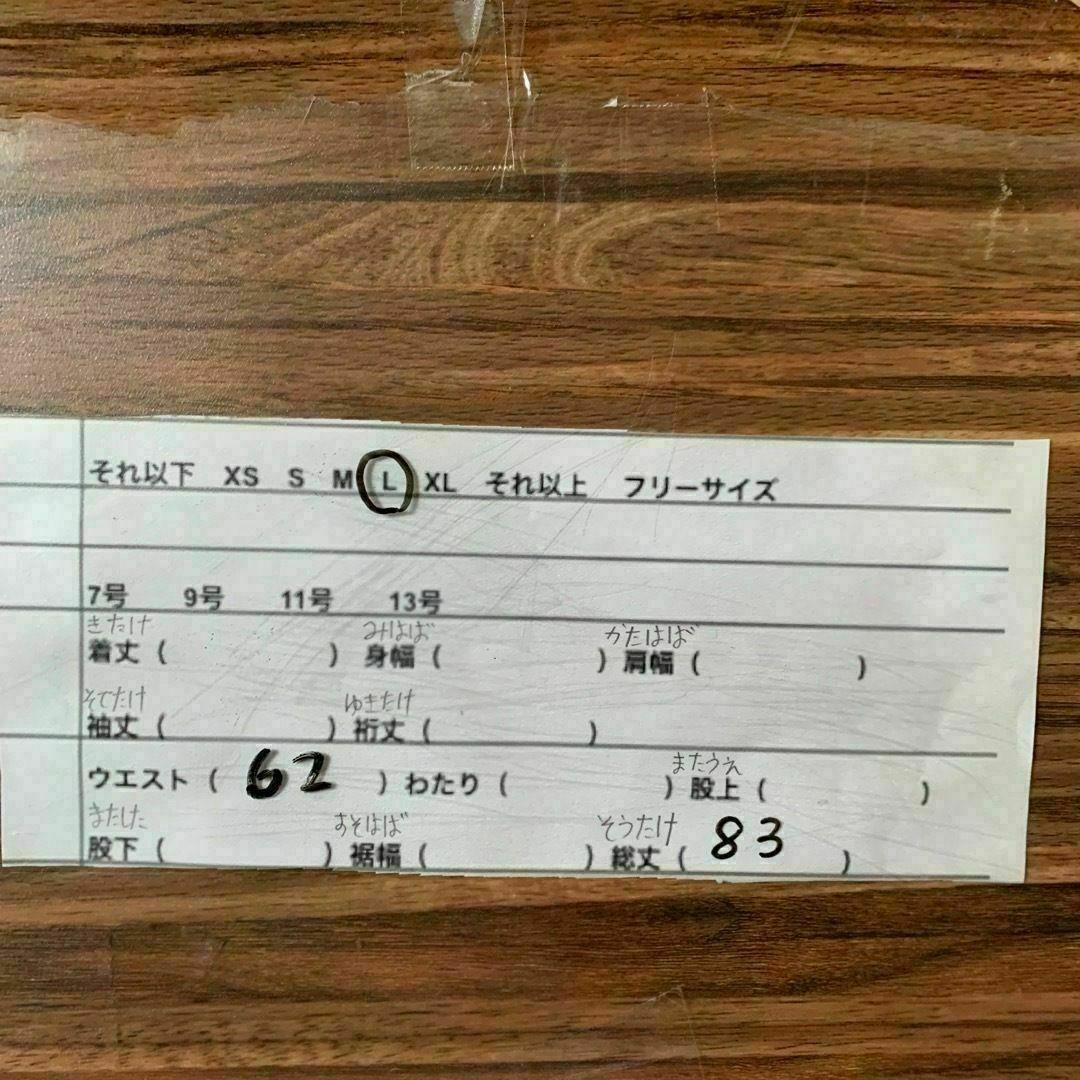 それ以下 XS S M L XL それ以上 フリーサイズ
7号 9号 11号 13号
きたけ みはば かたはば
着丈 ( ) 身幅 ( ) 肩幅 ( )
そでたけ ゆきたけ
袖丈 ( ) 裄丈 ( )
またうえ
ウエスト ( 62 ) わたり ( ) 股上 ( )
またした すそはば そうたけ
股下 ( ) 裾幅 ( ) 総丈 ( 83 )